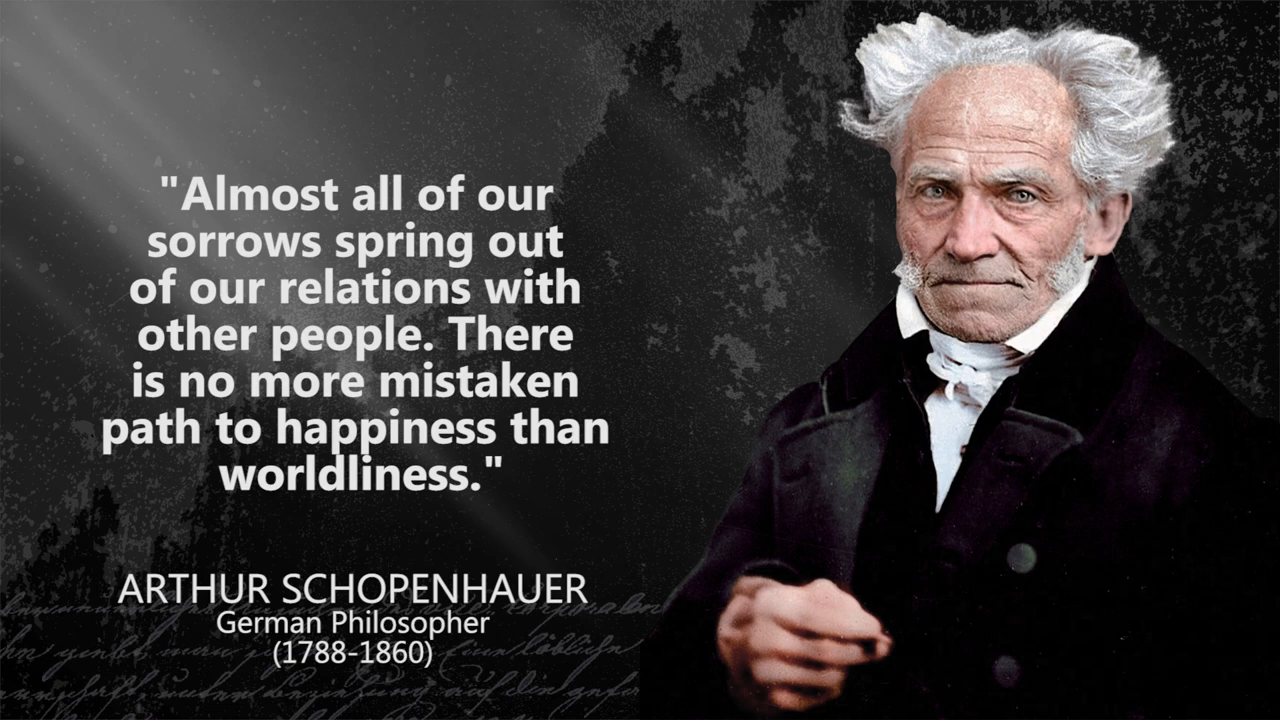 "Almost all of our
sorrows spring out
of our relations with
other people. There
is no more mistaken
path to happiness than
worldliness."
ARTHUR SCHOPENHAUER
German Philosopher
(1788-1860)